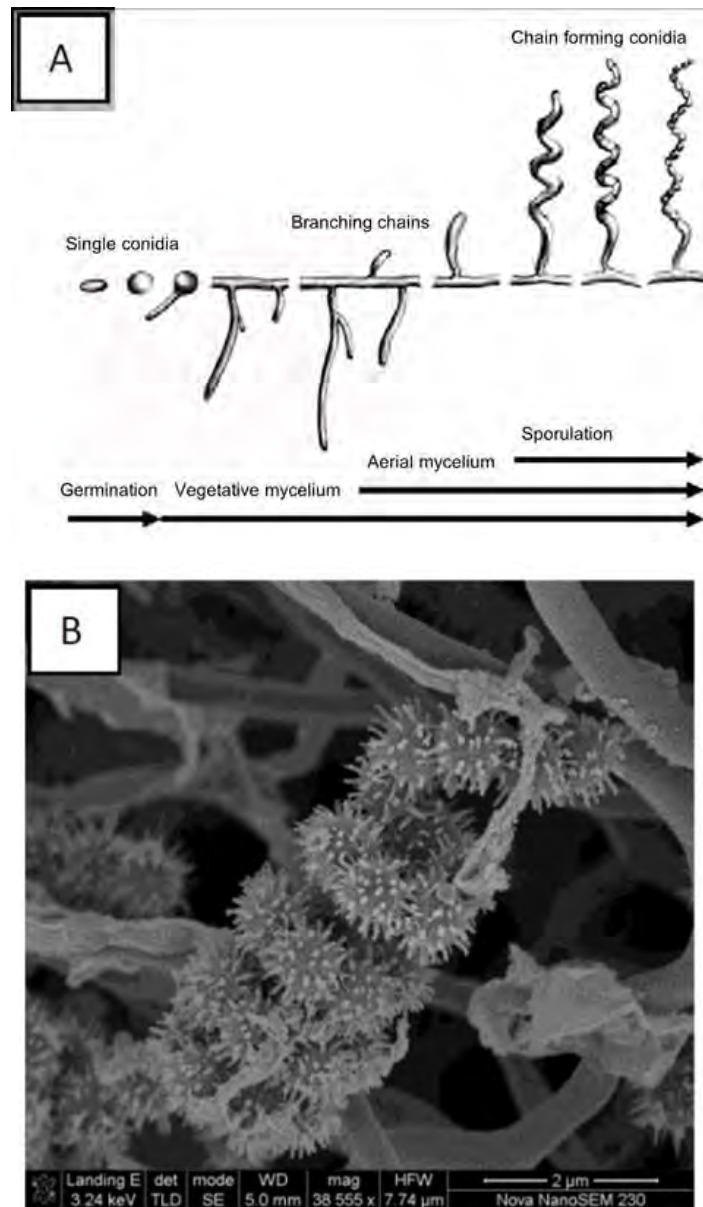 A
Chain forming conidia
Branching chains
Single conidia
Sporulation
Aerial mycelium
Germination Vegetative mycelium
B
Landing E det mode WD mag HFW 2 µm
3.24 keV TLD SE 5.0 mm 38 555 x 7.74 µm Nova NanoSEM 230